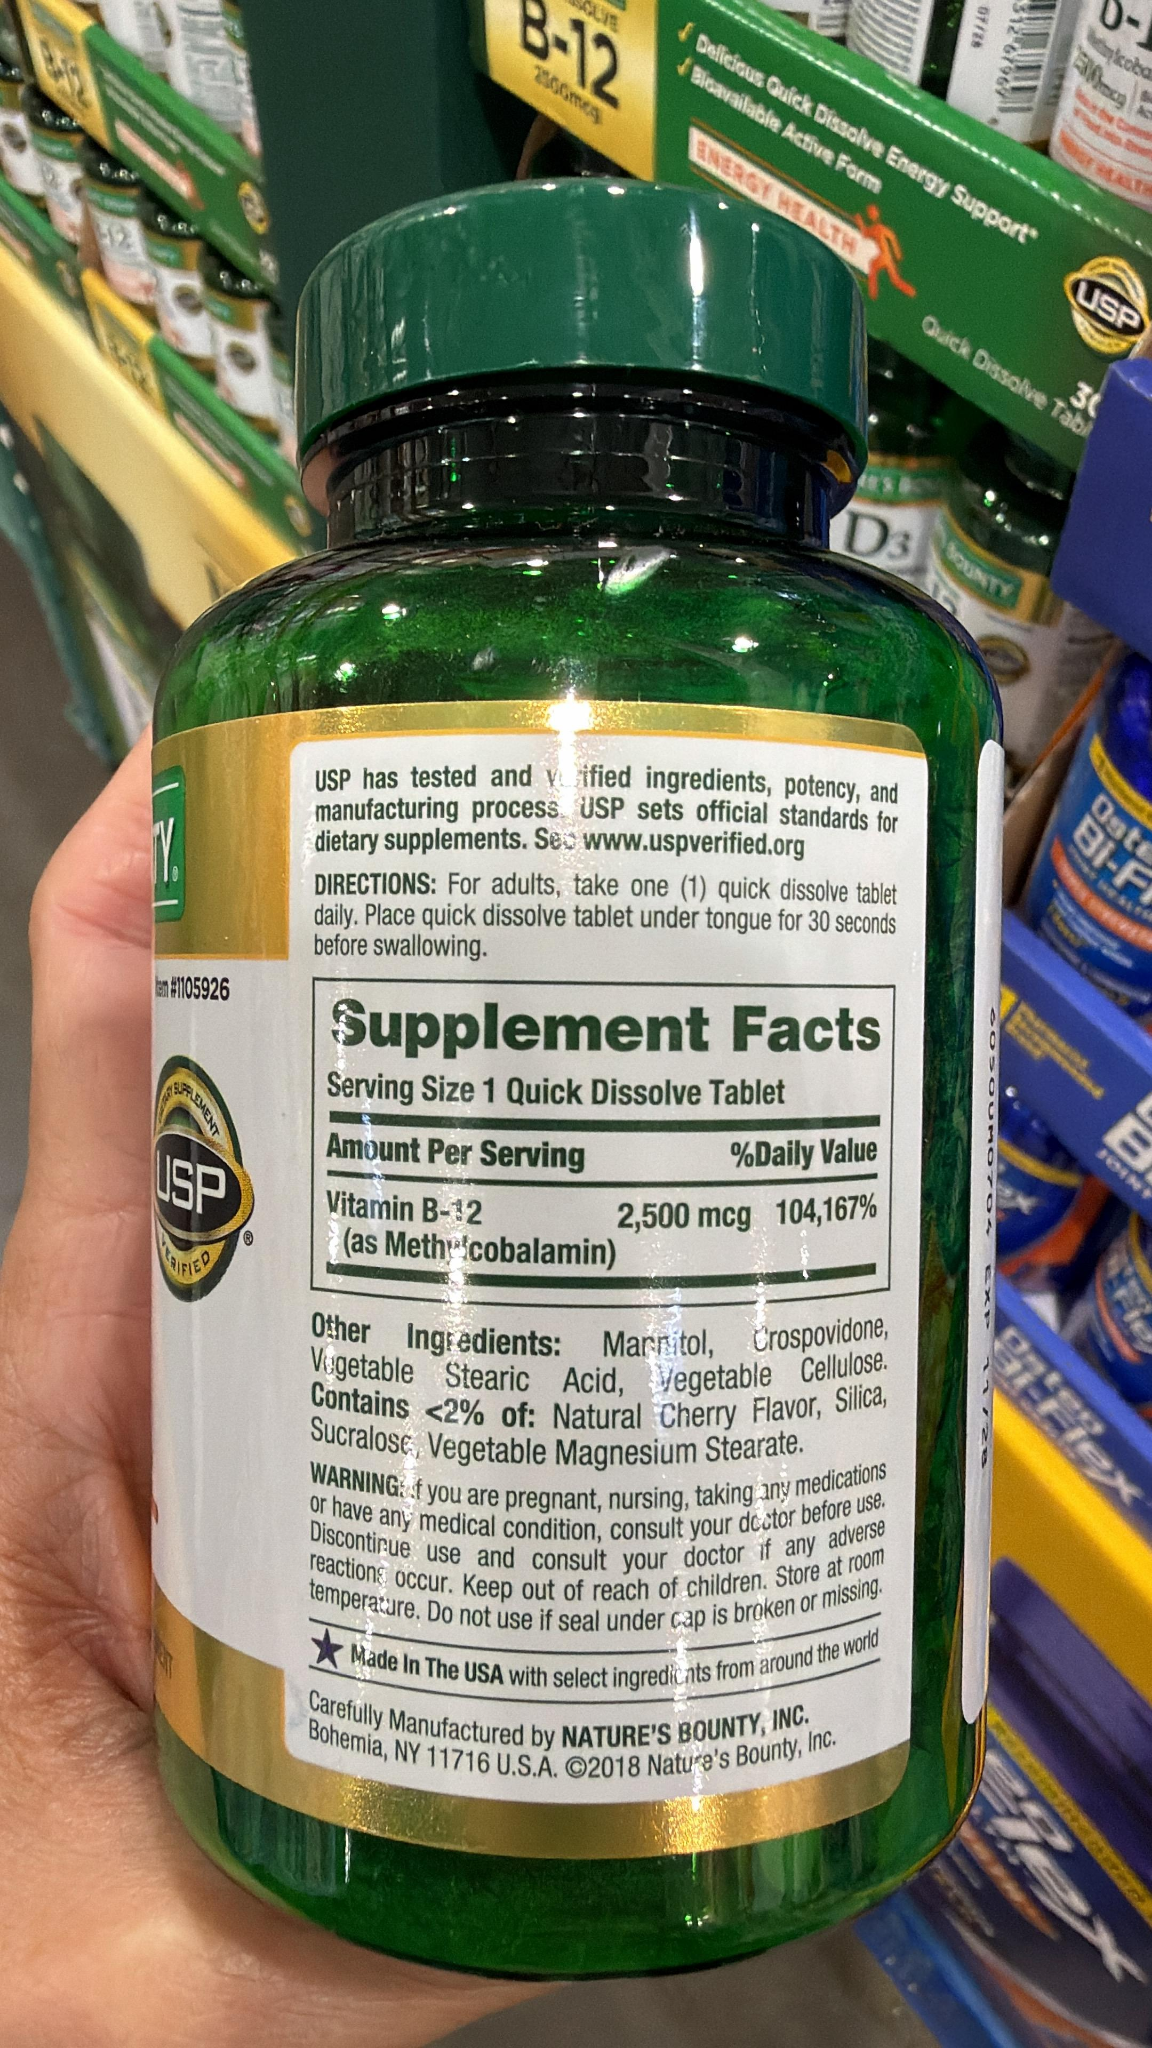 B-12
2500mcg
✓ Delicious Quick Dissolve Energy Support*
✓ Bioavailable Active Form
ENERGY HEALTH
USP
Quick Dissolve
B-12
07/28
D3
BOUNTY
USP has tested and verified ingredients, potency, and
manufacturing process. USP sets official standards for
dietary supplements. See www.uspverified.org
DIRECTIONS: For adults, take one (1) quick dissolve tablet
daily. Place quick dissolve tablet under tongue for 30 seconds
before swallowing.
#1105926
USP
VERIFIED
®
Supplement Facts
Serving Size 1 Quick Dissolve Tablet
Amount Per Serving %Daily Value
Vitamin B-12 2,500 mcg 104,167%
(as Methylcobalamin)
Other Ingredients: Mannitol, Crospovidone,
Vegetable Stearic Acid, Vegetable Cellulose.
Contains <2% of: Natural Cherry Flavor, Silica,
Sucralose, Vegetable Magnesium Stearate.
WARNING: If you are pregnant, nursing, taking any medications
or have any medical condition, consult your doctor before use.
Discontinue use and consult your doctor if any adverse
reactions occur. Keep out of reach of children. Store at room
temperature. Do not use if seal under cap is broken or missing.
★ Made In The USA with select ingredients from around the world
Carefully Manufactured by NATURE'S BOUNTY, INC.
Bohemia, NY 11716 U.S.A. ©2018 Nature's Bounty, Inc.
EXP 11/28